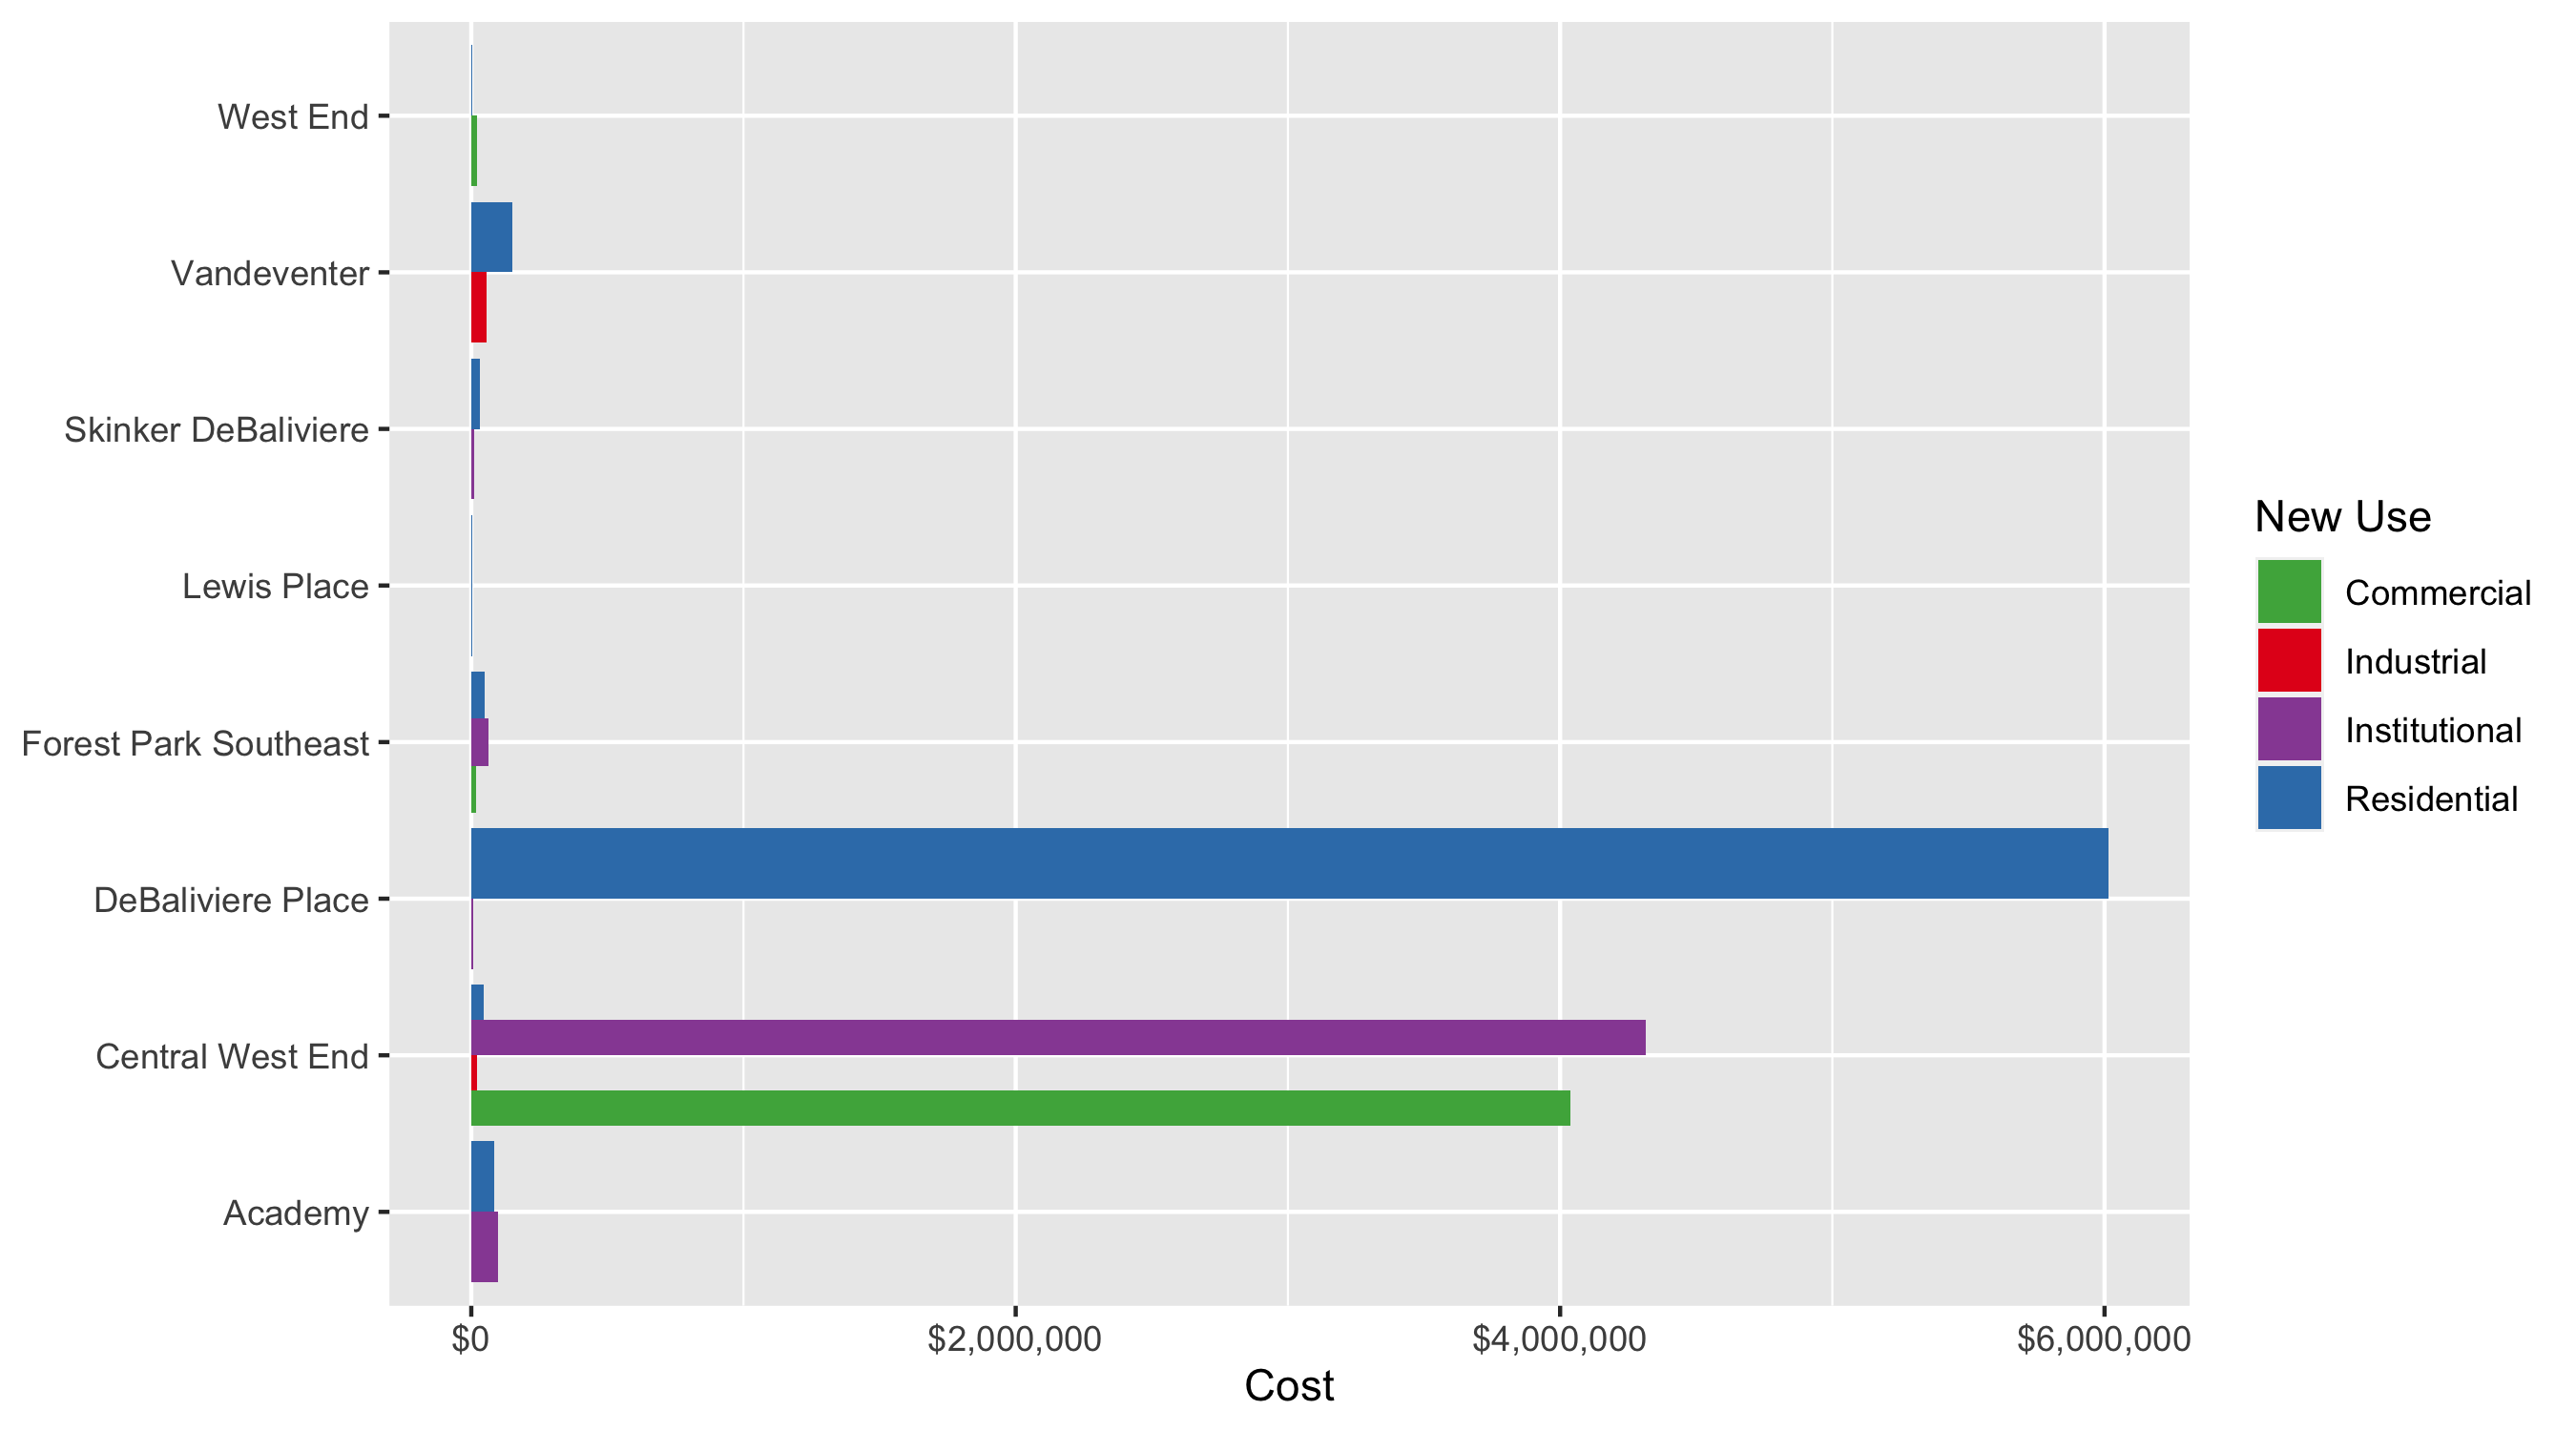 West End
Vandeventer
Skinker DeBaliviere
Lewis Place
Forest Park Southeast
DeBaliviere Place
Central West End
Academy
$0 $2,000,000 $4,000,000 $6,000,000
Cost
New Use
Commercial
Industrial
Institutional
Residential